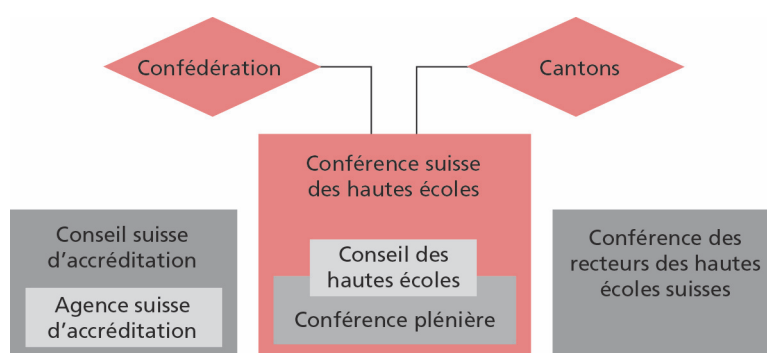 Confédération
Cantons
Conférence suisse
des hautes écoles
Conseil suisse
d'accréditation
Agence suisse
d'accréditation
Conseil des
hautes écoles
Conférence plénière
Conférence des
recteurs des hautes
écoles suisses